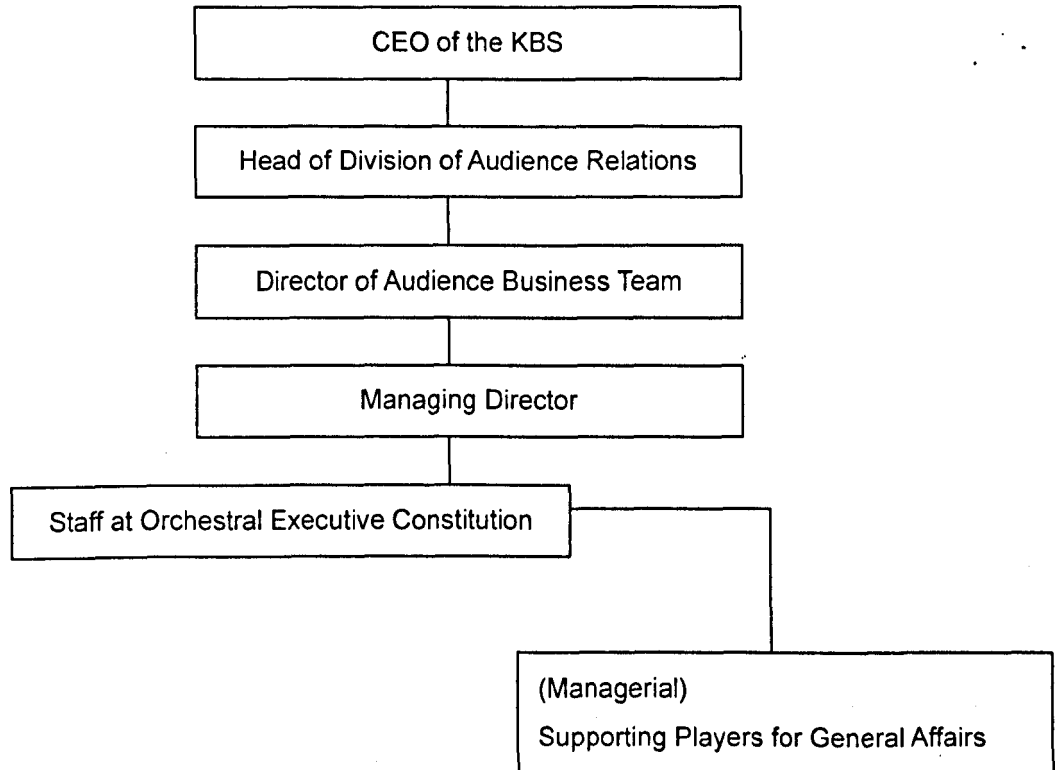 CEO of the KBS
Head of Division of Audience Relations
Director of Audience Business Team
Managing Director
Staff at Orchestral Executive Constitution
(Managerial)
Supporting Players for General Affairs